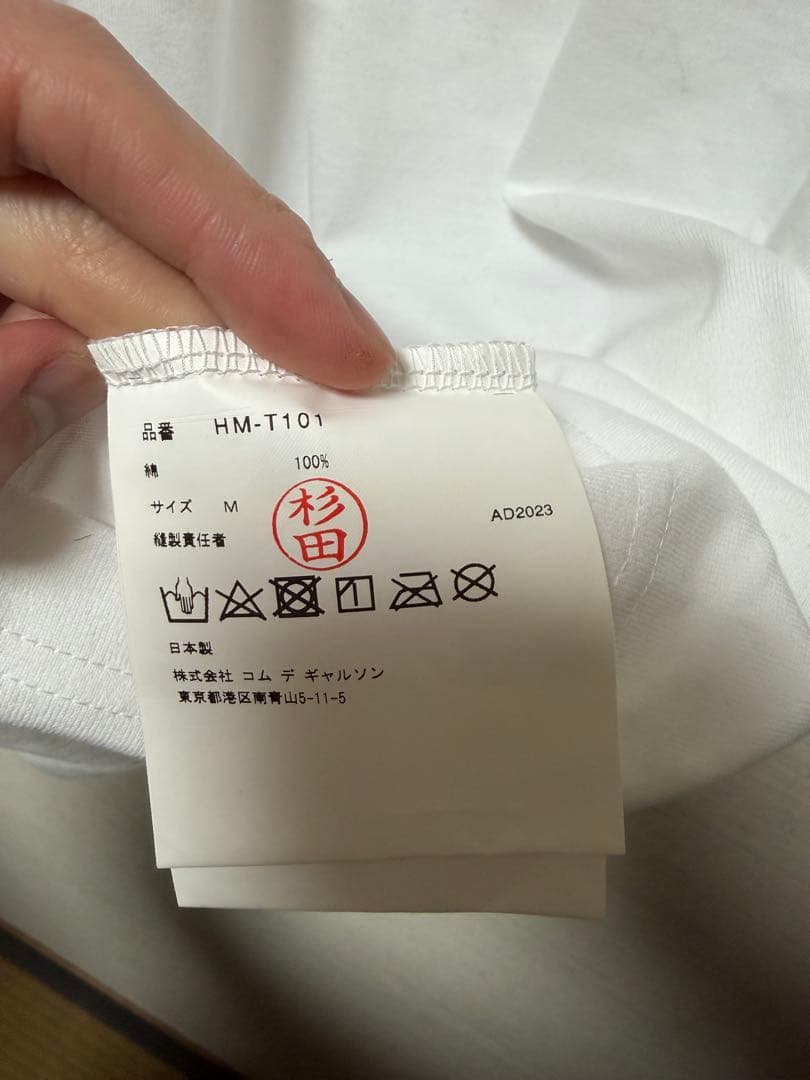 品番 HM-T101
綿 100%
サイズ M
AD2023
縫製責任者
杉田
日本製
株式会社 コム デ ギャルソン
東京都港区南青山5-11-5